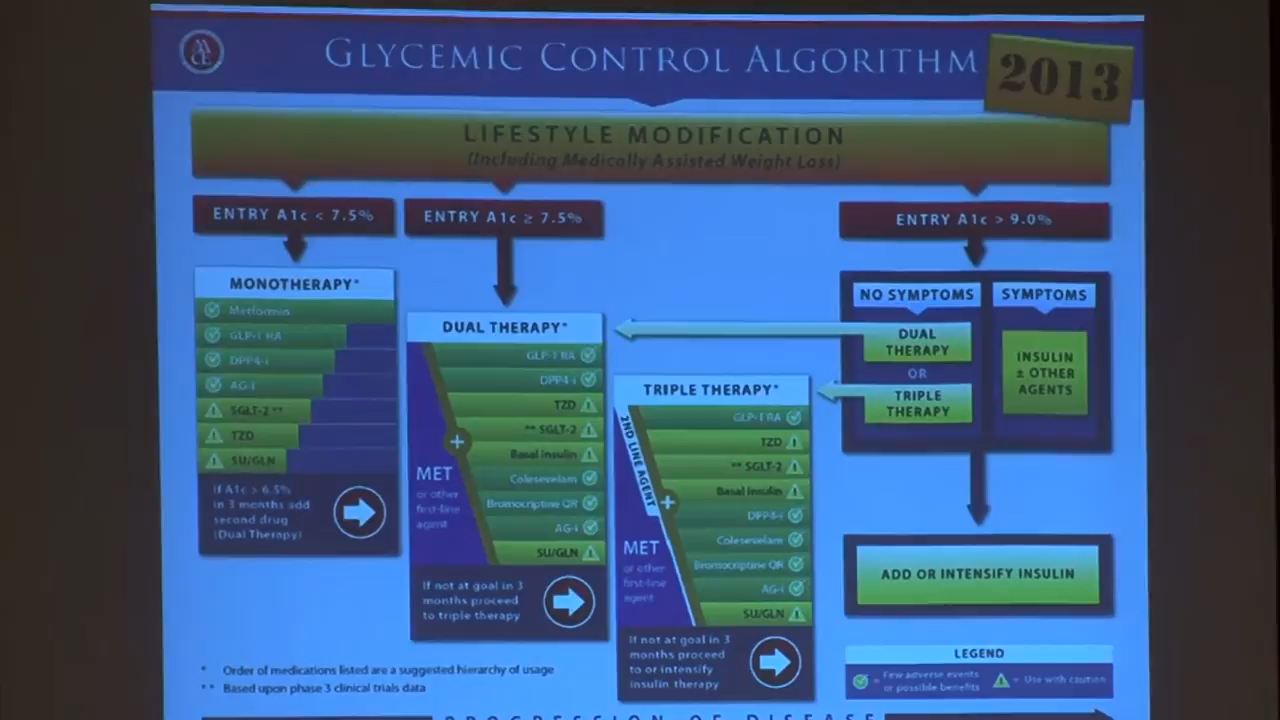 GLYCEMIC CONTROL ALGORITHM
2013
LIFESTYLE MODIFICATION
(Including Medically Assisted Weight Loss)
ENTRY A1c < 7.5%
ENTRY A1c ≥ 7.5%
ENTRY A1c > 9.0%
MONOTHERAPY*
Metformin
GLP-1 RA
DPP4-i
AG-i
SGLT-2 **
TZD
SU/GLN
If A1c > 6.5%
in 3 months add
second drug
(Dual Therapy)
DUAL THERAPY*
GLP-1 RA
DPP4-i
TZD
** SGLT-2
Basal insulin
Colesevelam
Bromocriptine QR
AG-i
SU/GLN
+
MET
or other
first-line
agent
If not at goal in 3
months proceed
to triple therapy
TRIPLE THERAPY*
GLP-1 RA
TZD
** SGLT-2
Basal insulin
DPP4-i
Colesevelam
Bromocriptine QR
AG-i
SU/GLN
2ND LINE AGENT
+
MET
or other
first-line
agent
If not at goal in 3
months proceed
to or intensify
insulin therapy
NO SYMPTOMS
DUAL
THERAPY
OR
TRIPLE
THERAPY
SYMPTOMS
INSULIN
± OTHER
AGENTS
ADD OR INTENSIFY INSULIN
* Order of medications listed are a suggested hierarchy of usage
** Based upon phase 3 clinical trials data
LEGEND
= Few adverse events
or possible benefits
= Use with caution
PROGRESSION OF DISEASE